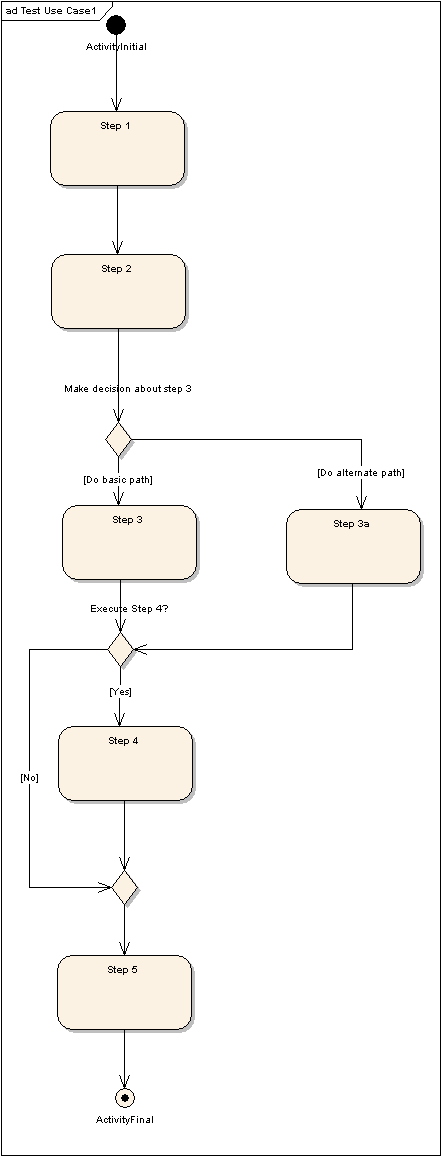 ad Test Use Case1
ActivityInitial
Step 1
Step 2
Make decision about step 3
[Do basic path]
[Do alternate path]
Step 3
Step 3a
Execute Step 4?
[Yes]
Step 4
[No]
Step 5
ActivityFinal